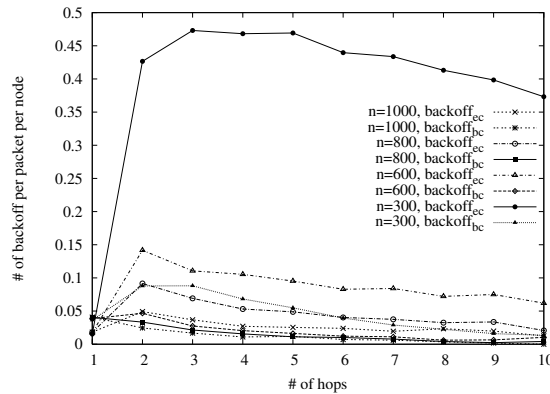 0.5
0.45
0.4
0.35
0.3
0.25
0.2
0.15
0.1
0.05
0
# of backoff per packet per node
n=1000, backoff_ec
n=1000, backoff_bc
n=800, backoff_ec
n=800, backoff_bc
n=600, backoff_ec
n=600, backoff_bc
n=300, backoff_ec
n=300, backoff_bc
1 2 3 4 5 6 7 8 9 10
# of hops